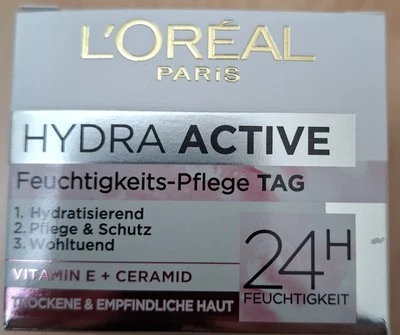 L'ORÉAL
PARIS
HYDRA ACTIVE
Feuchtigkeits-Pflege TAG
1. Hydratisierend
2. Pflege & Schutz
3. Wohltuend
VITAMIN E + CERAMID
TROCKENE & EMPFINDLICHE HAUT
24H
FEUCHTIGKEIT